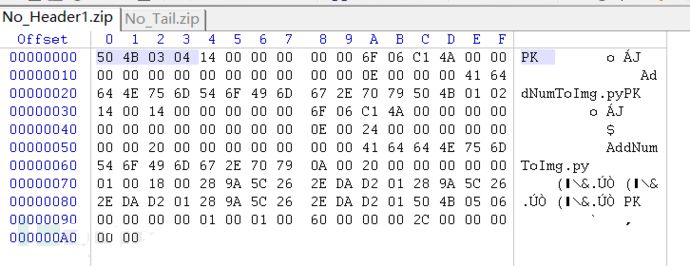 No_Header1.zip No_Tail.zip
Offset 0 1 2 3 4 5 6 7 8 9 A B C D E F
00000000 50 4B 03 04 14 00 00 00 00 00 6F 06 C1 4A 00 00 PK o ÁJ
00000010 00 00 00 00 00 00 00 00 00 00 0E 00 00 00 41 64 Ad
00000020 64 4E 75 6D 54 6F 49 6D 67 2E 70 79 50 4B 01 02 dNumToImg.pyPK
00000030 14 00 14 00 00 00 00 00 6F 06 C1 4A 00 00 00 00 o ÁJ
00000040 00 00 00 00 00 00 00 00 0E 00 24 00 00 00 00 00 $
00000050 00 00 20 00 00 00 00 00 00 00 41 64 64 4E 75 6D AddNum
00000060 54 6F 49 6D 67 2E 70 79 0A 00 20 00 00 00 00 00 ToImg.py
00000070 01 00 18 00 28 9A 5C 26 2E DA D2 01 28 9A 5C 26 (\&.ÚÒ (\&
00000080 2E DA D2 01 28 9A 5C 26 2E DA D2 01 50 4B 05 06 .ÚÒ (\&.ÚÒ PK
00000090 00 00 00 00 01 00 01 00 60 00 00 00 2C 00 00 00 ` ,
000000A0 00 00